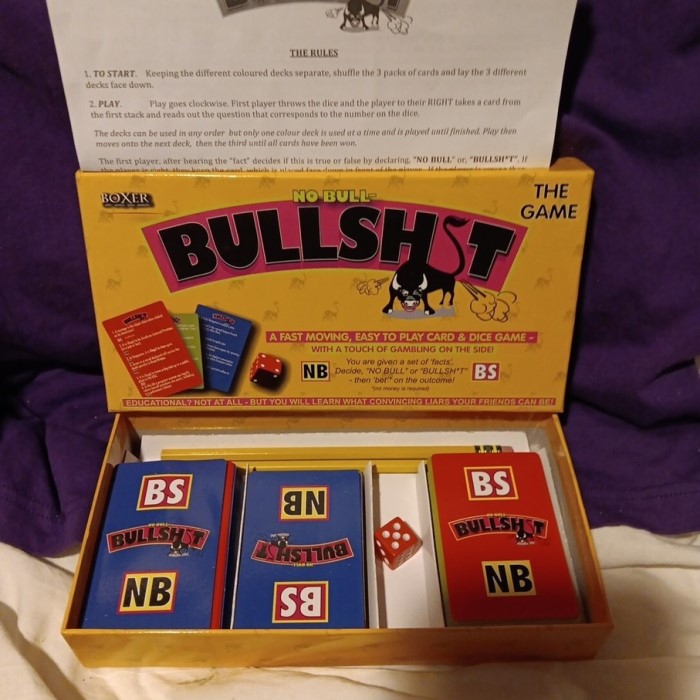 THE RULES
1. TO START. Keeping the different coloured decks separate, shuffle the 3 packs of cards and lay the 3 different
decks face down.
2. PLAY. Play goes clockwise. First player throws the dice and the player to their RIGHT takes a card from
the first stack and reads out the question that corresponds to the number on the dice.
The decks can be used in any order but only one colour deck is used at a time and is played until finished. Play then
moves onto the next deck, then the third until all cards have been won.
The first player, after hearing the "fact" decides if this is true or false by declaring, "NO BULL" or, "BULLSH*T". If
BOXER
NO BULL-
BULLSH T
THE
GAME
A FAST MOVING, EASY TO PLAY CARD & DICE GAME -
WITH A TOUCH OF GAMBLING ON THE SIDE!
NB
You are given a set of 'facts'.
Decide, "NO BULL" or "BULLSH*T"
- then 'bet'* on the outcome!
*(no money is required)
BS
EDUCATIONAL? NOT AT ALL - BUT YOU WILL LEARN WHAT CONVINCING LIARS YOUR FRIENDS CAN BE!
BS
BULLSH T
NB
NB
BULLSH T
BS
BS
BULLSH T
NB